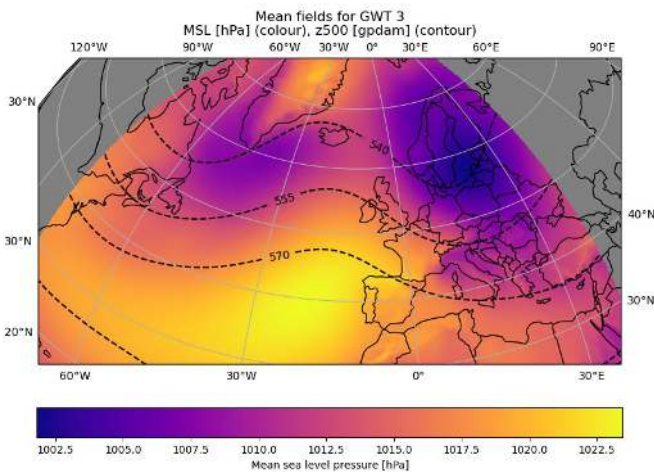 Mean fields for GWT 3
MSL [hPa] (colour), z500 [gpdam] (contour)
120°W 90°W 60°W 30°W 0° 30°E 60°E 90°E
30°N
540
555
40°N
30°N
570
30°N
20°N
60°W 30°W 0° 30°E
1002.5 1005.0 1007.5 1010.0 1012.5 1015.0 1017.5 1020.0 1022.5
Mean sea level pressure [hPa]